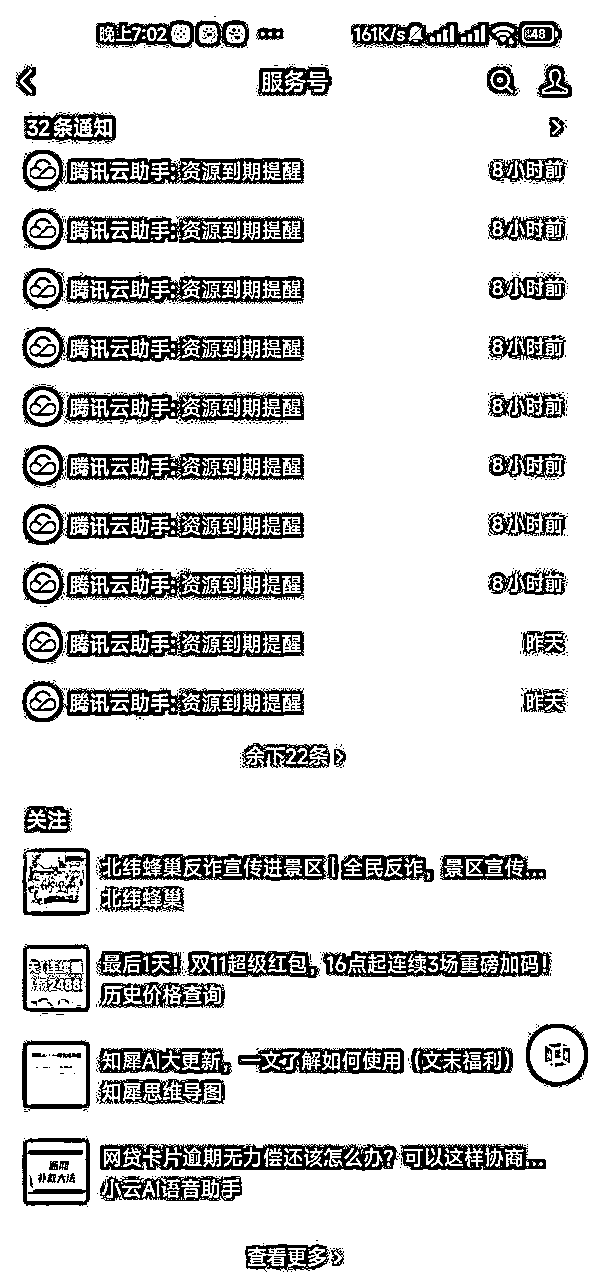 晚上7:02 161K/s 48
服务号
32条通知
腾讯云助手: 资源到期提醒 8小时前
腾讯云助手: 资源到期提醒 8小时前
腾讯云助手: 资源到期提醒 8小时前
腾讯云助手: 资源到期提醒 8小时前
腾讯云助手: 资源到期提醒 8小时前
腾讯云助手: 资源到期提醒 8小时前
腾讯云助手: 资源到期提醒 8小时前
腾讯云助手: 资源到期提醒 8小时前
腾讯云助手: 资源到期提醒 昨天
腾讯云助手: 资源到期提醒 昨天
余下22条
关注
北纬蜂巢反诈宣传进景区丨全民反诈，景区宣传...
北纬蜂巢
最后1天！双11超级红包，16点起连续3场重磅加码！
历史价格查询
知犀AI大更新，一文了解如何使用（文末福利）
知犀思维导图
网贷卡片逾期无力偿还该怎么办？可以这样协商...
小云AI语音助手
查看更多